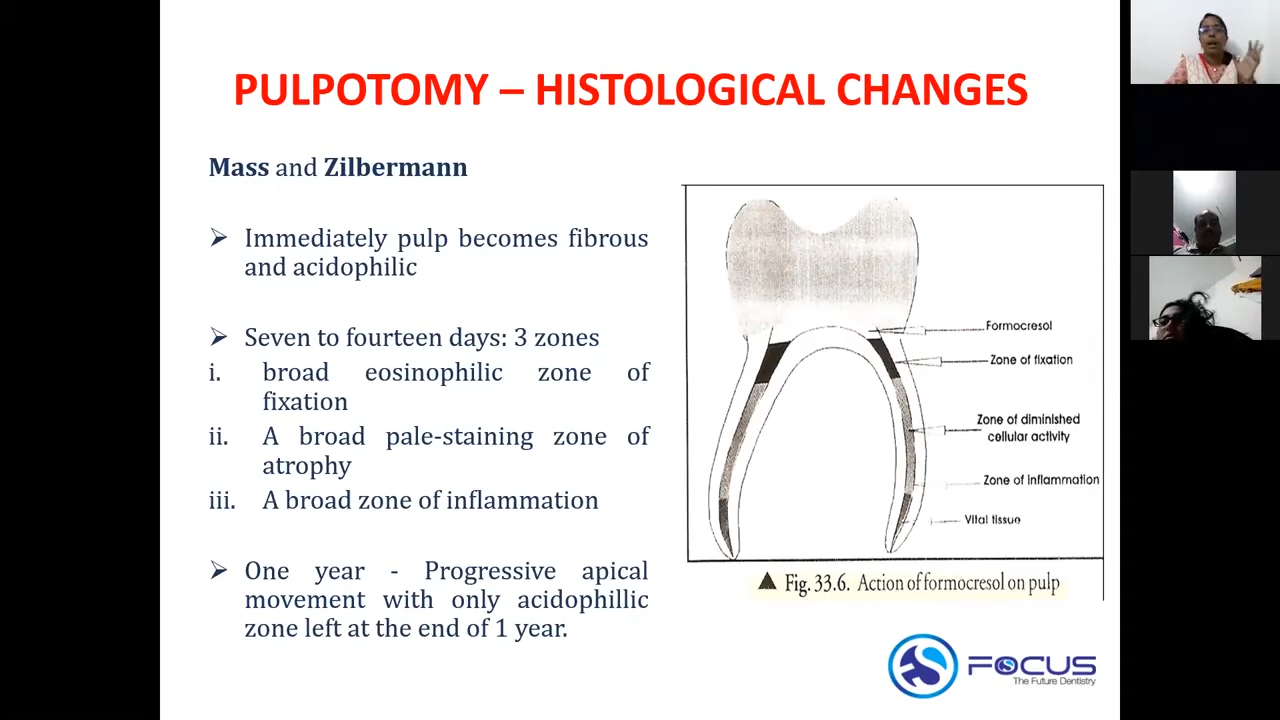 PULPOTOMY – HISTOLOGICAL CHANGES
Mass and Zilbermann
➢ Immediately pulp becomes fibrous
and acidophilic
➢ Seven to fourteen days: 3 zones
i. broad eosinophilic zone of
fixation
ii. A broad pale-staining zone of
atrophy
iii. A broad zone of inflammation
➢ One year - Progressive apical
movement with only acidophillic
zone left at the end of 1 year.
Formocresol
Zone of fixation
Zone of diminished
cellular activity
Zone of inflammation
Vital tissue
▲ Fig. 33.6. Action of formocresol on pulp
FOCUS
The Future Dentistry